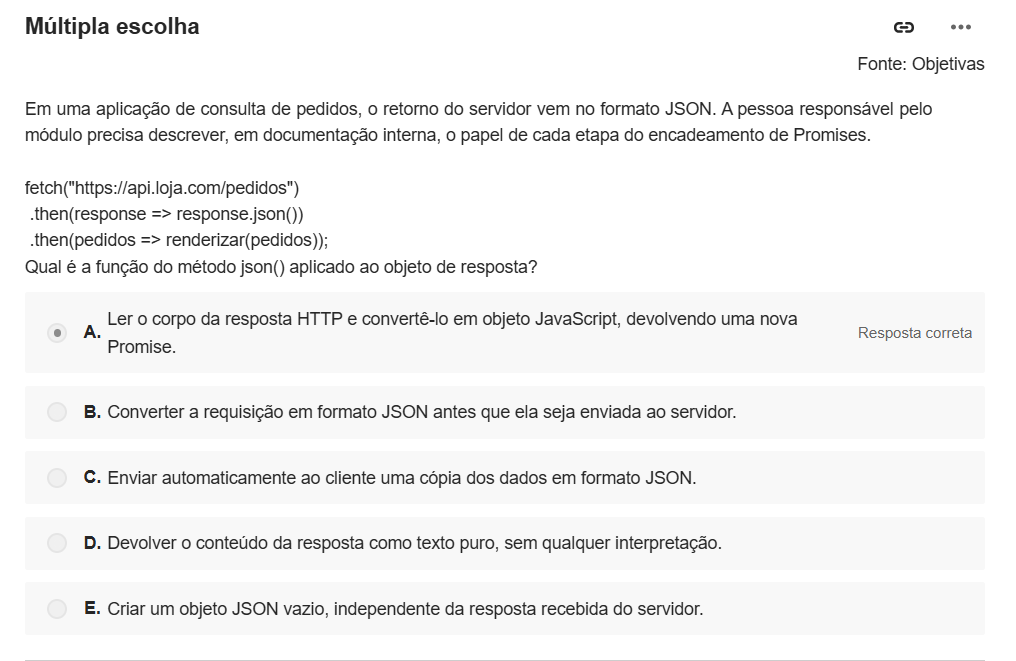 Múltipla escolha
Fonte: Objetivas
Em uma aplicação de consulta de pedidos, o retorno do servidor vem no formato JSON. A pessoa responsável pelo
módulo precisa descrever, em documentação interna, o papel de cada etapa do encadeamento de Promises.
fetch("https://api.loja.com/pedidos")
.then(response => response.json())
.then(pedidos => renderizar(pedidos));
Qual é a função do método json() aplicado ao objeto de resposta?
A. Ler o corpo da resposta HTTP e convertê-lo em objeto JavaScript, devolvendo uma nova
Promise.
Resposta correta
B. Converter a requisição em formato JSON antes que ela seja enviada ao servidor.
C. Enviar automaticamente ao cliente uma cópia dos dados em formato JSON.
D. Devolver o conteúdo da resposta como texto puro, sem qualquer interpretação.
E. Criar um objeto JSON vazio, independente da resposta recebida do servidor.